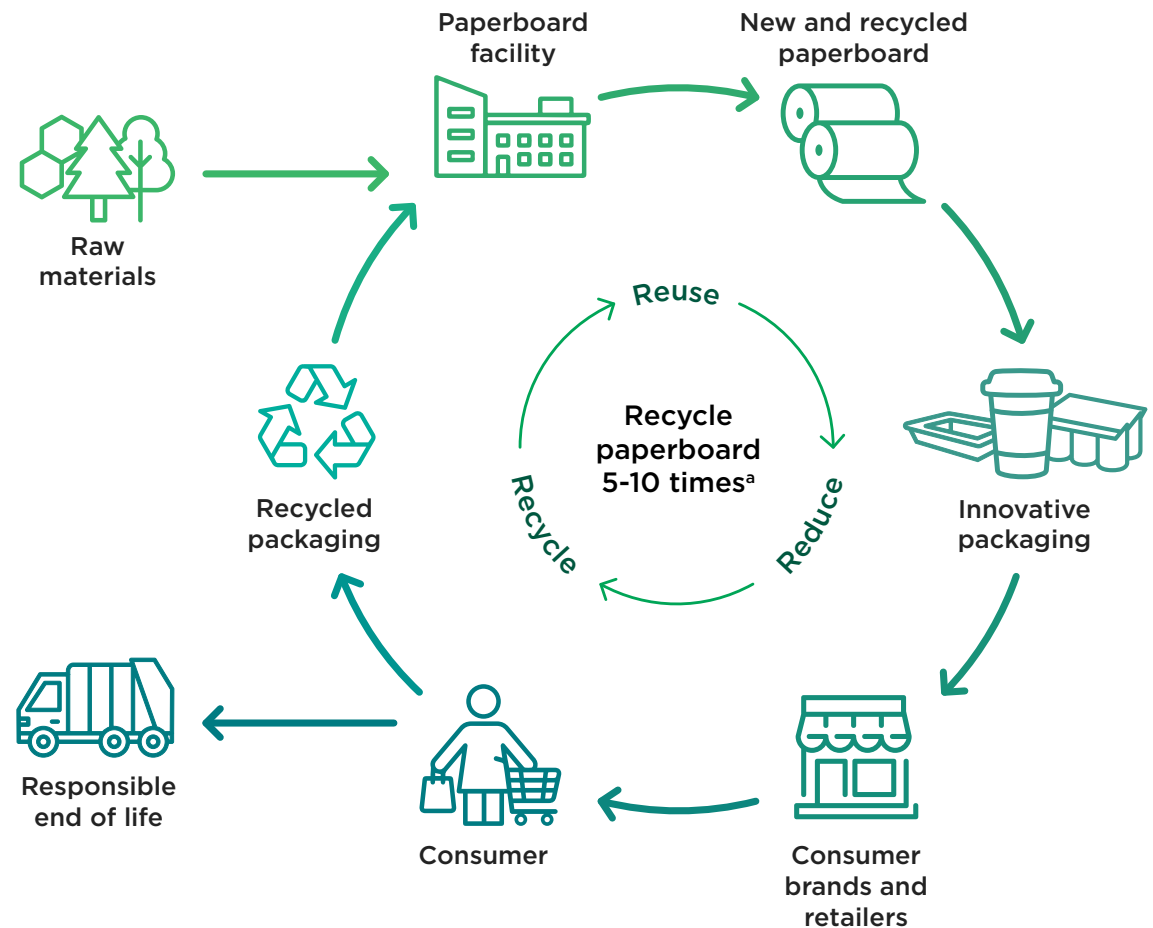 Paperboard
facility
New and recycled
paperboard
Raw
materials
Reuse
Recycle
paperboard
5-10 timesᵃ
Reduce
Recycle
Recycled
packaging
Innovative
packaging
Responsible
end of life
Consumer
Consumer
brands and
retailers